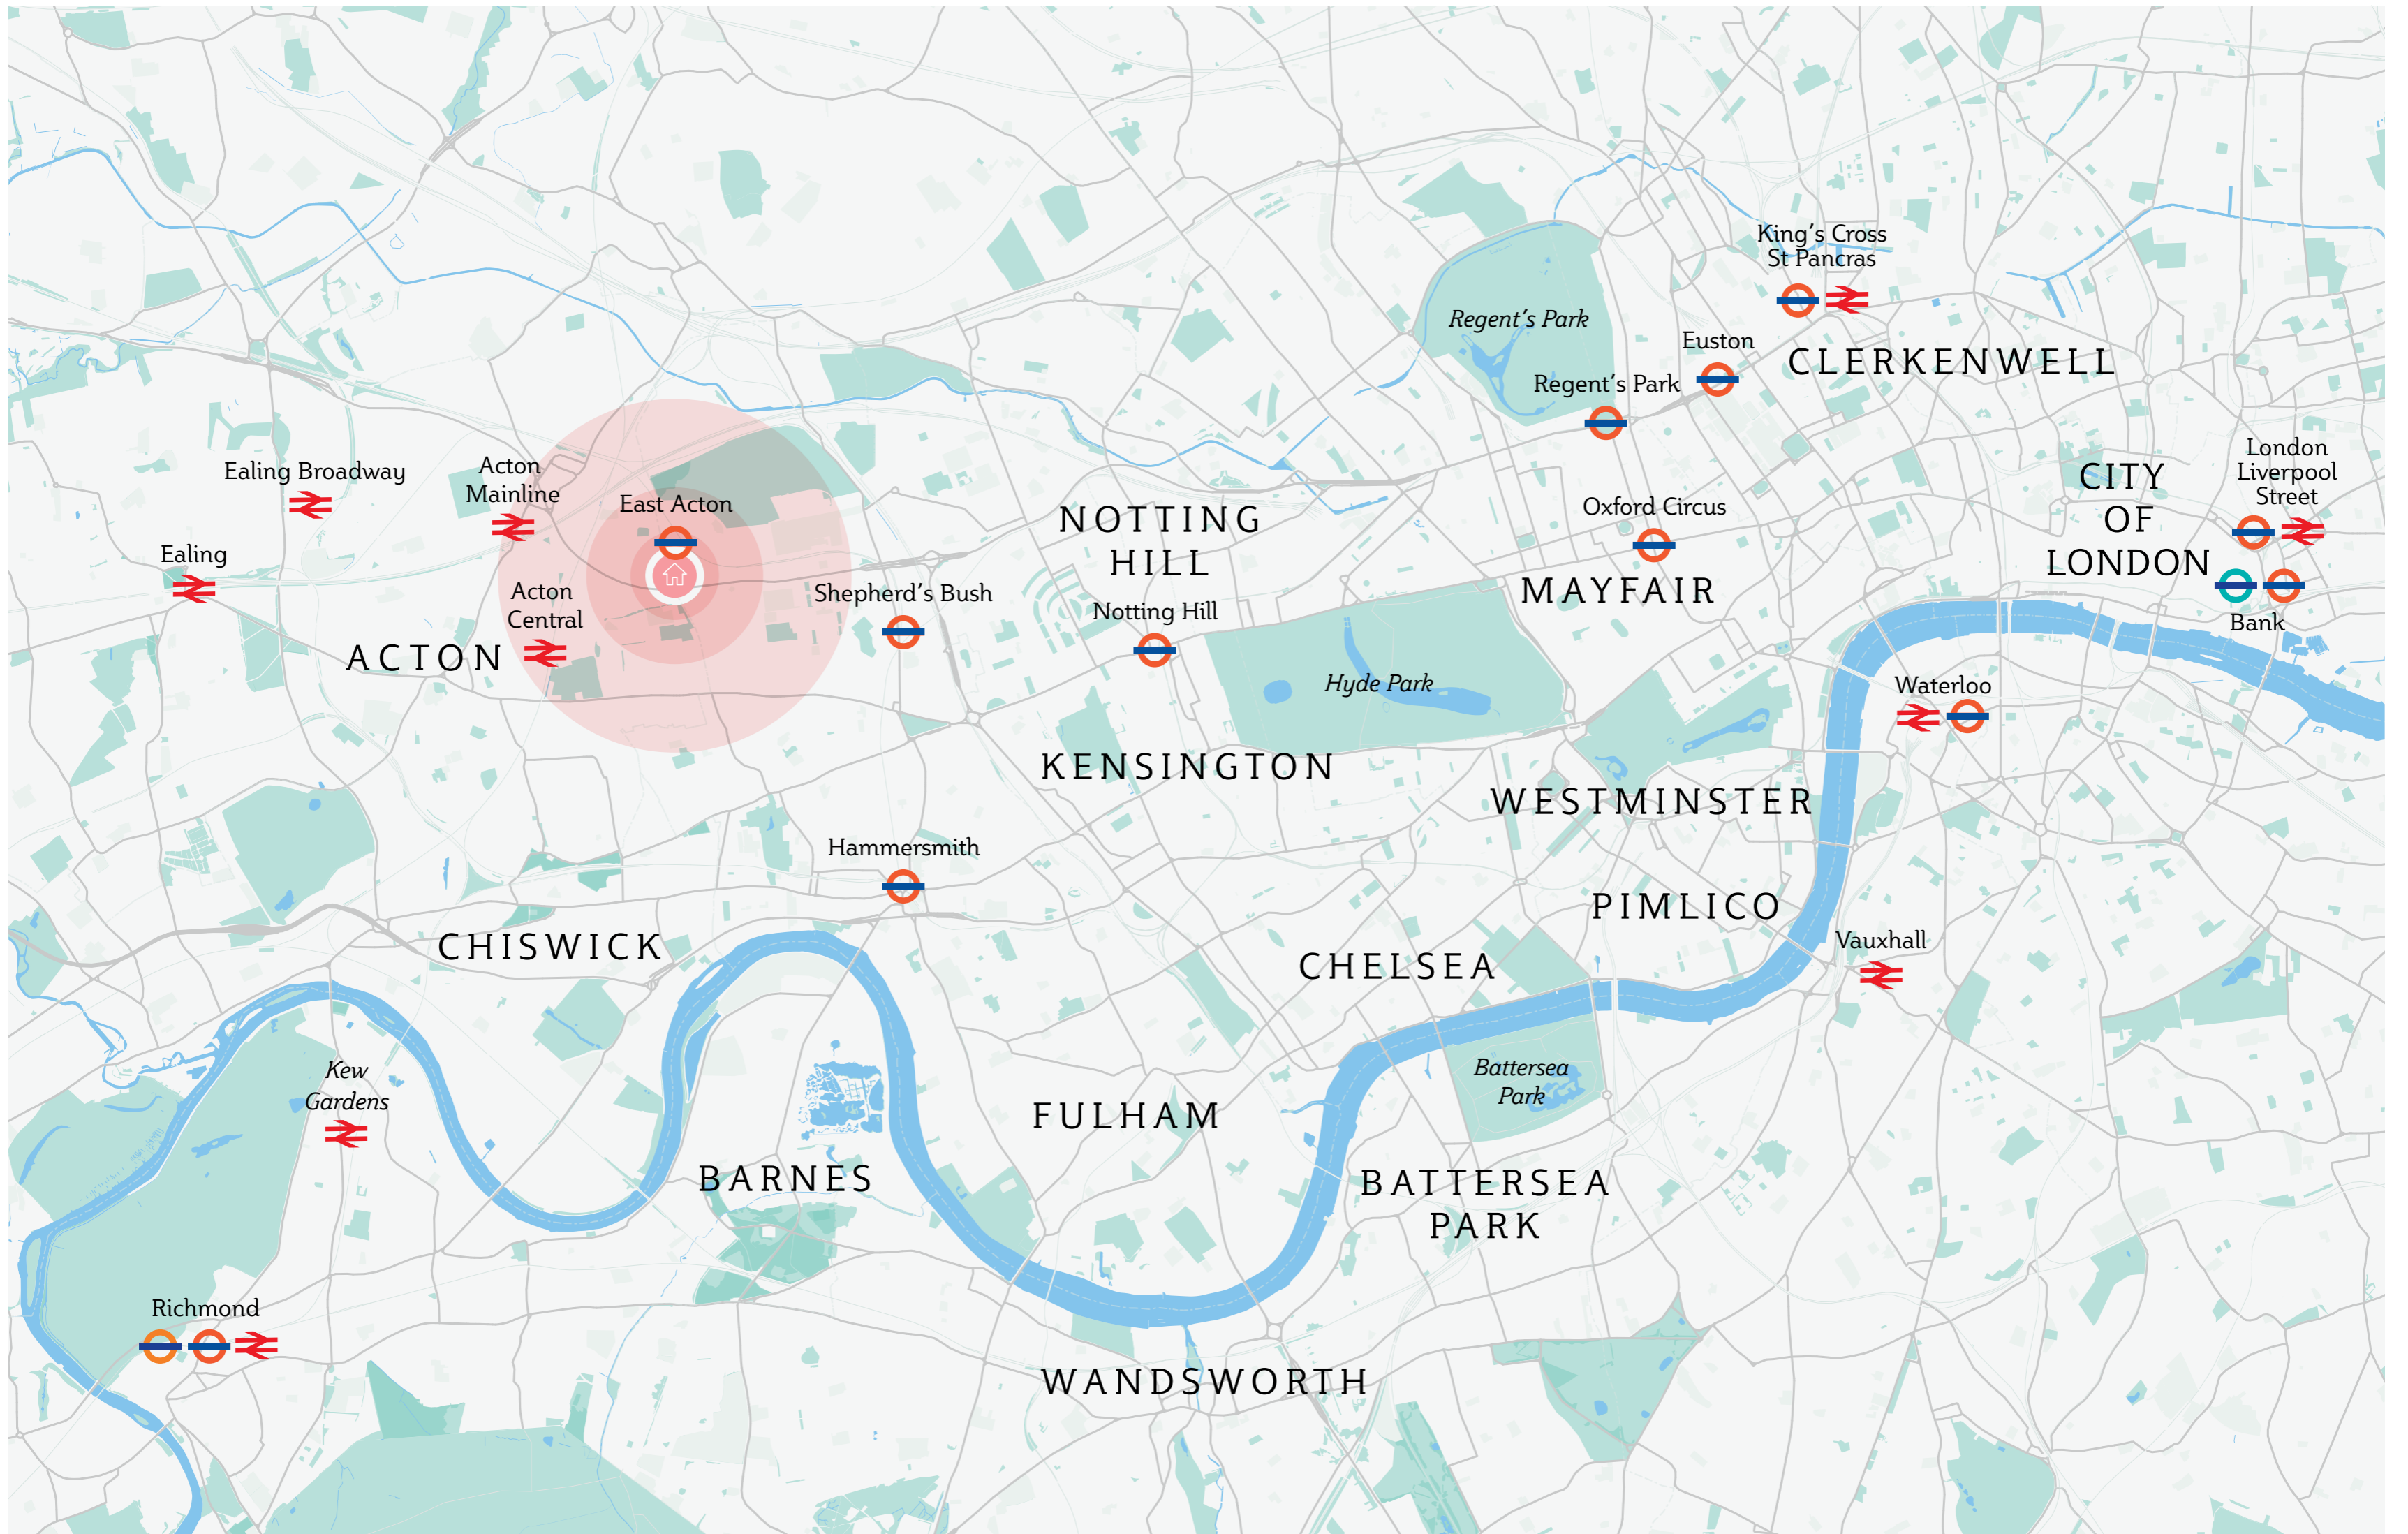 King's Cross
St Pancras
Regent's Park
Euston
CLERKENWELL
Regent's Park
London
Liverpool
Street
Ealing Broadway
Acton
Mainline
East Acton
NOTTING
HILL
Oxford Circus
CITY
OF
LONDON
Ealing
Acton
Central
Shepherd's Bush
Notting Hill
MAYFAIR
Bank
ACTON
Hyde Park
Waterloo
KENSINGTON
WESTMINSTER
Hammersmith
PIMLICO
CHISWICK
CHELSEA
Vauxhall
Kew
Gardens
Battersea
Park
FULHAM
BARNES
BATTERSEA
PARK
Richmond
WANDSWORTH